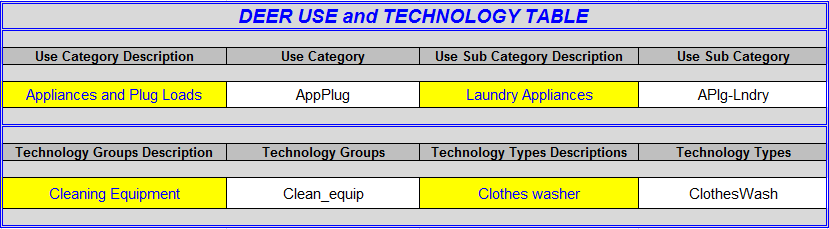 DEER USE and TECHNOLOGY TABLE
Use Category Description Use Category Use Sub Category Description Use Sub Category
Appliances and Plug Loads AppPlug Laundry Appliances APlg-Lndry
Technology Groups Description Technology Groups Technology Types Descriptions Technology Types
Cleaning Equipment Clean_equip Clothes washer ClothesWash